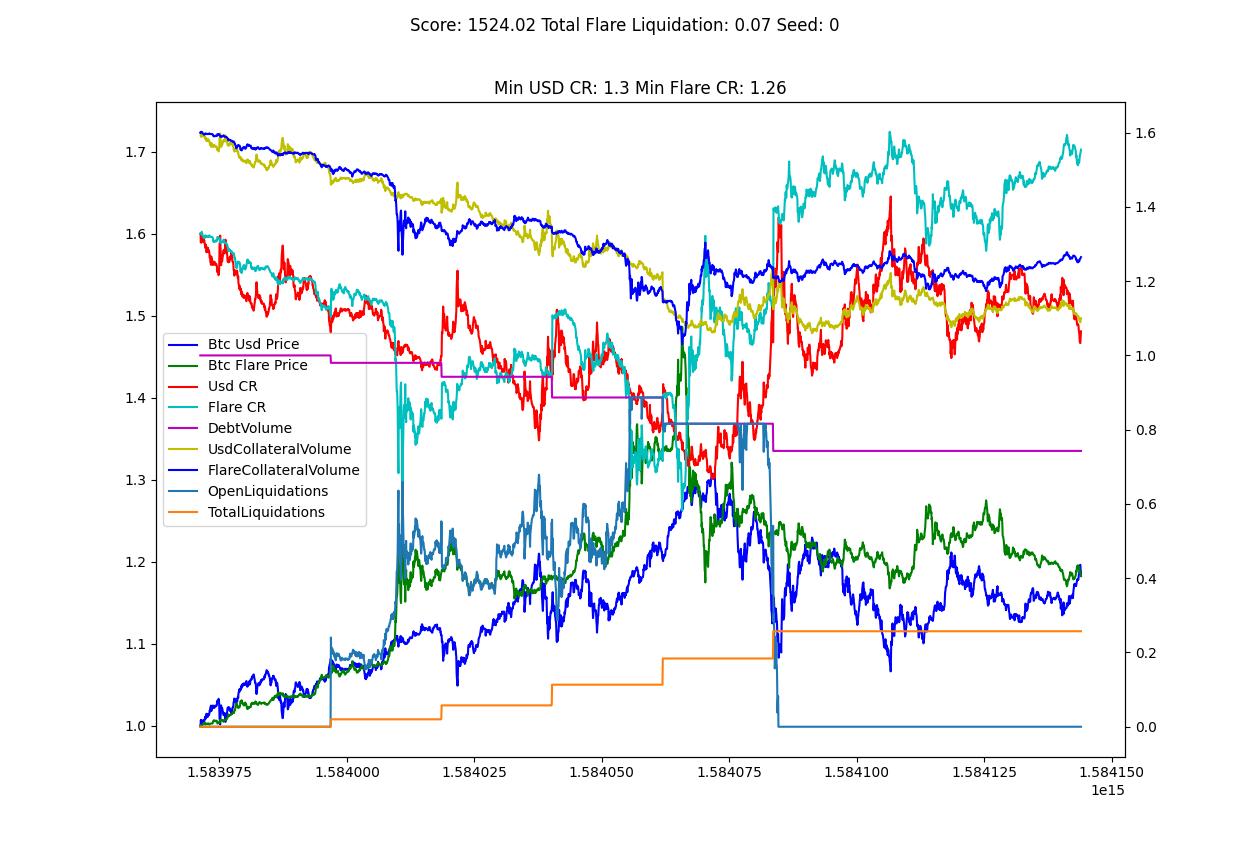 Score: 1524.02 Total Flare Liquidation: 0.07 Seed: 0
Min USD CR: 1.3 Min Flare CR: 1.26
1.7
1.6
1.5
1.4
1.3
1.2
1.1
1.0
1.6
1.4
1.2
1.0
0.8
0.6
0.4
0.2
0.0
Btc Usd Price
Btc Flare Price
Usd CR
Flare CR
DebtVolume
UsdCollateralVolume
FlareCollateralVolume
OpenLiquidations
TotalLiquidations
1.583975 1.584000 1.584025 1.584050 1.584075 1.584100 1.584125 1.584150
1e15